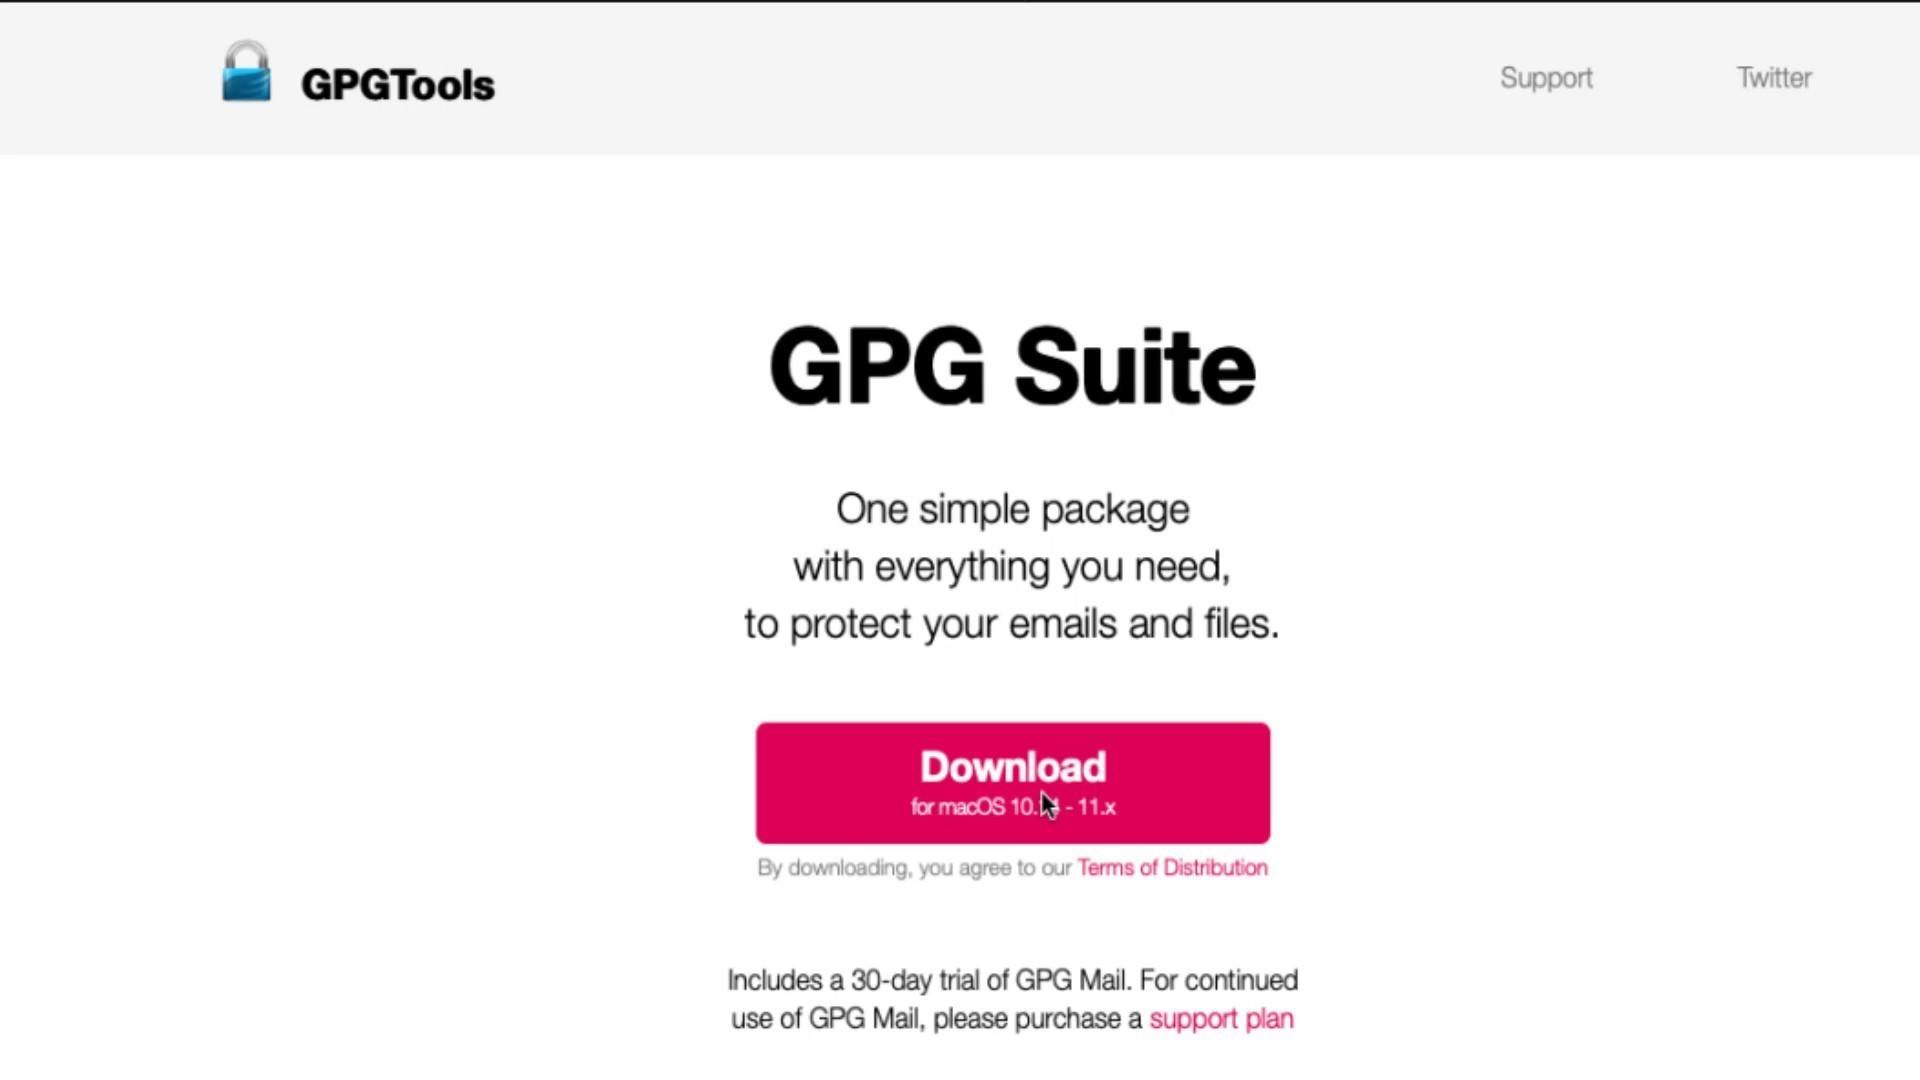 GPGTools
Support
Twitter
GPG Suite
One simple package
with everything you need,
to protect your emails and files.
Download
for macOS - 11.x
By downloading, you agree to our Terms of Distribution
Includes a 30-day trial of GPG Mail. For continued
use of GPG Mail, please purchase a support plan